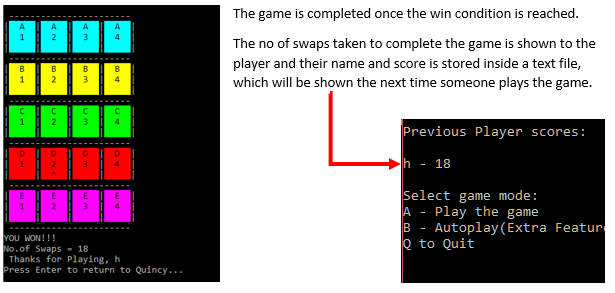 A A A A
1 2 3 4
B B B B
1 2 3 4
C C C C
1 2 3 4
D D D D
1 2 3 4
^
E E E E
1 2 3 4
YOU WON!!!
No.of Swaps = 18
Thanks for Playing, h
Press Enter to return to Quincy...
The game is completed once the win condition is reached.
The no of swaps taken to complete the game is shown to the
player and their name and score is stored inside a text file,
which will be shown the next time someone plays the game.
Previous Player scores:
h - 18
Select game mode:
A - Play the game
B - Autoplay(Extra Featur
Q to Quit